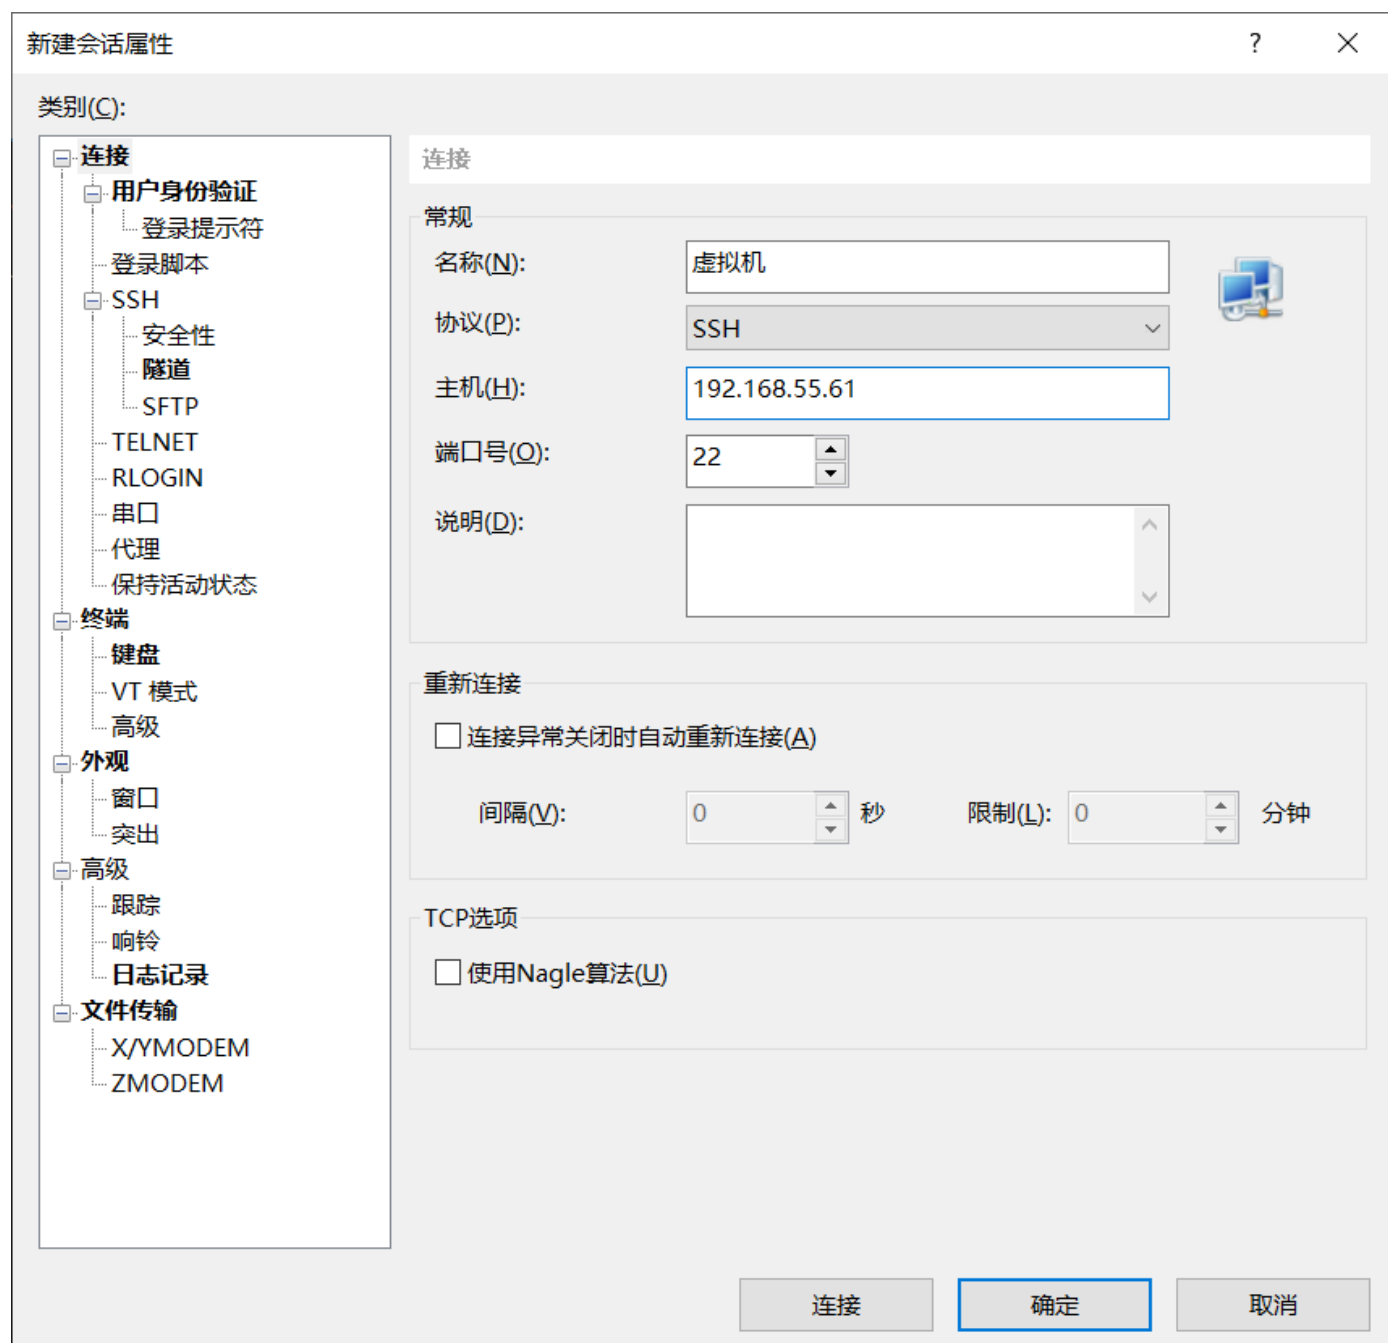 新建会话属性
?
类别(C):
连接
用户身份验证
登录提示符
登录脚本
SSH
安全性
隧道
SFTP
TELNET
RLOGIN
串口
代理
保持活动状态
终端
键盘
VT 模式
高级
外观
窗口
突出
高级
跟踪
响铃
日志记录
文件传输
X/YMODEM
ZMODEM
连接
常规
名称(N): 虚拟机
协议(P): SSH
主机(H): 192.168.55.61
端口号(O): 22
说明(D):
重新连接
连接异常关闭时自动重新连接(A)
间隔(V): 0 秒 限制(L): 0 分钟
TCP选项
使用Nagle算法(U)
连接 确定 取消